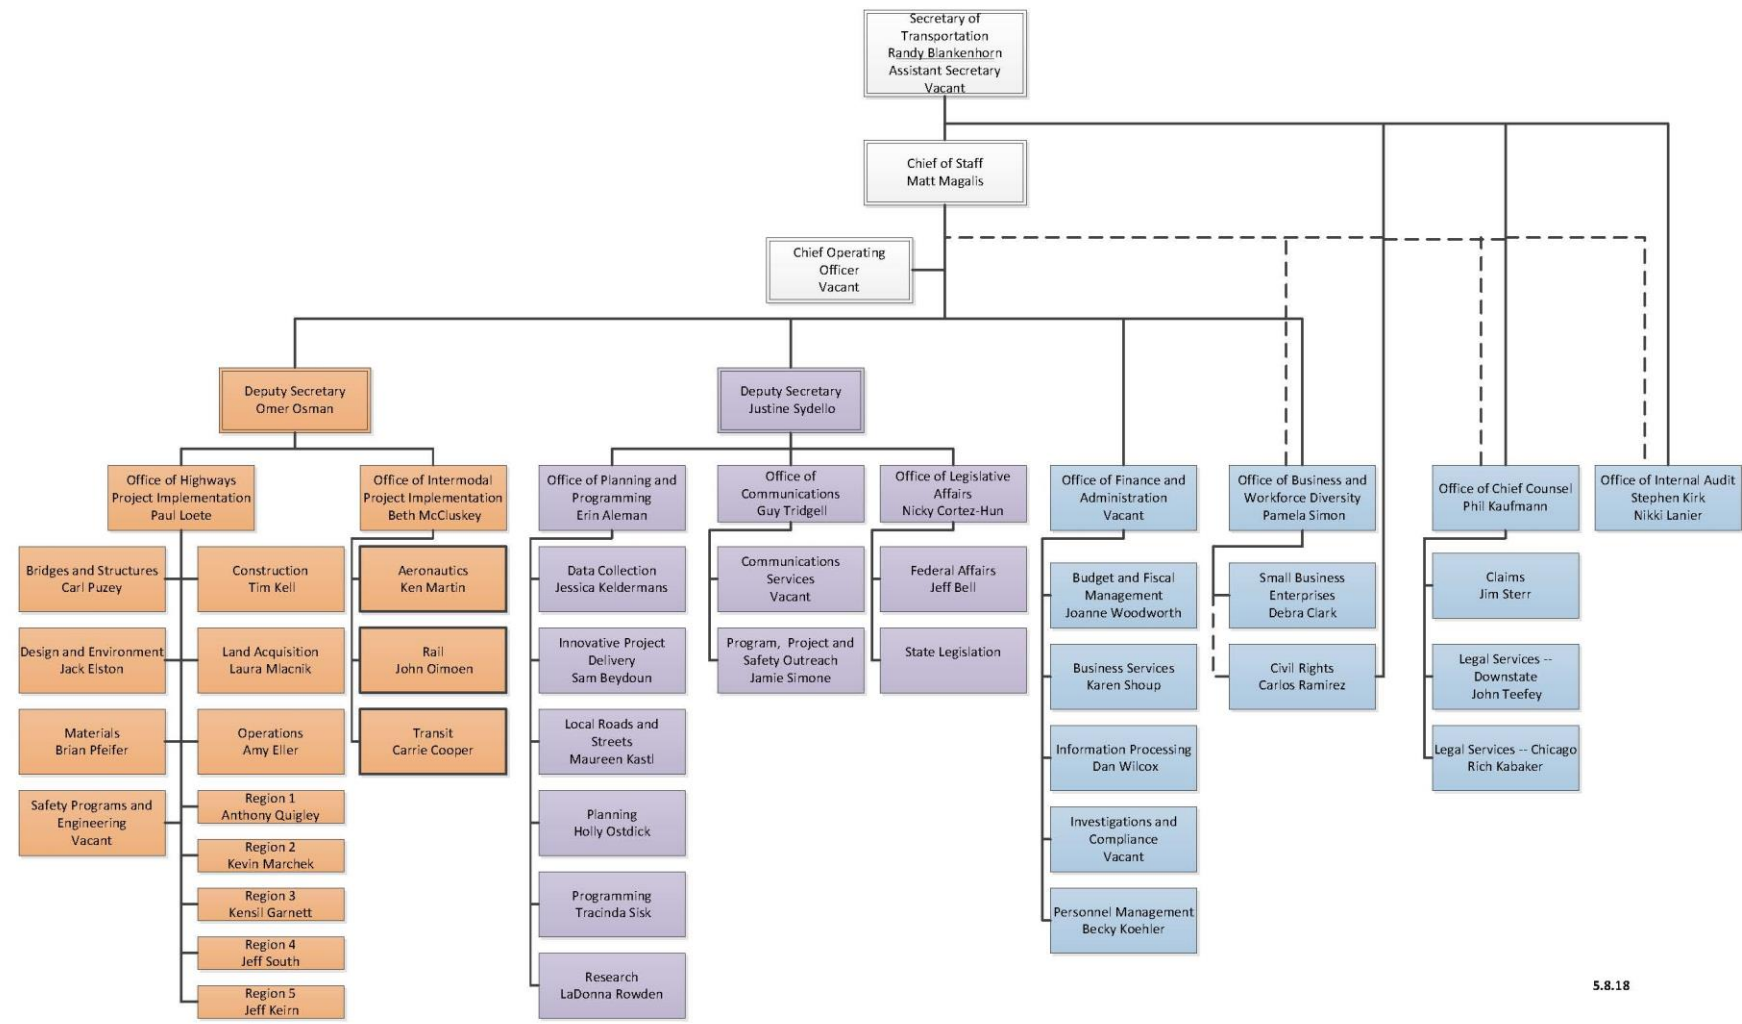 Secretary of
Transportation
Randy Blankenhorn
Assistant Secretary
Vacant
Chief of Staff
Matt Magalis
Chief Operating
Officer
Vacant
Deputy Secretary
Omer Osman
Deputy Secretary
Justine Sydello
Office of Highways
Project Implementation
Paul Loete
Office of Intermodal
Project Implementation
Beth McCluskey
Office of Planning and
Programming
Erin Aleman
Office of
Communications
Guy Tridgell
Office of Legislative
Affairs
Nicky Cortez-Hun
Office of Finance and
Administration
Vacant
Office of Business and
Workforce Diversity
Pamela Simon
Office of Chief Counsel
Phil Kaufmann
Office of Internal Audit
Stephen Kirk
Nikki Lanier
Bridges and Structures
Carl Puzey
Design and Environment
Jack Elston
Materials
Brian Pfeifer
Safety Programs and
Engineering
Vacant
Construction
Tim Kell
Land Acquisition
Laura Mlacnik
Operations
Amy Eller
Region 1
Anthony Quigley
Region 2
Kevin Marchek
Region 3
Kensil Garnett
Region 4
Jeff South
Region 5
Jeff Keirn
Aeronautics
Ken Martin
Rail
John Oimoen
Transit
Carrie Cooper
Data Collection
Jessica Keldermans
Innovative Project
Delivery
Sam Beydoun
Local Roads and
Streets
Maureen Kastl
Planning
Holly Ostdick
Programming
Tracinda Sisk
Research
LaDonna Rowden
Communications
Services
Vacant
Program, Project and
Safety Outreach
Jamie Simone
Federal Affairs
Jeff Bell
State Legislation
Budget and Fiscal
Management
Joanne Woodworth
Business Services
Karen Shoup
Information Processing
Dan Wilcox
Investigations and
Compliance
Vacant
Personnel Management
Becky Koehler
Small Business
Enterprises
Debra Clark
Civil Rights
Carlos Ramirez
Claims
Jim Sterr
Legal Services --
Downstate
John Teefey
Legal Services -- Chicago
Rich Kabaker
5.8.18